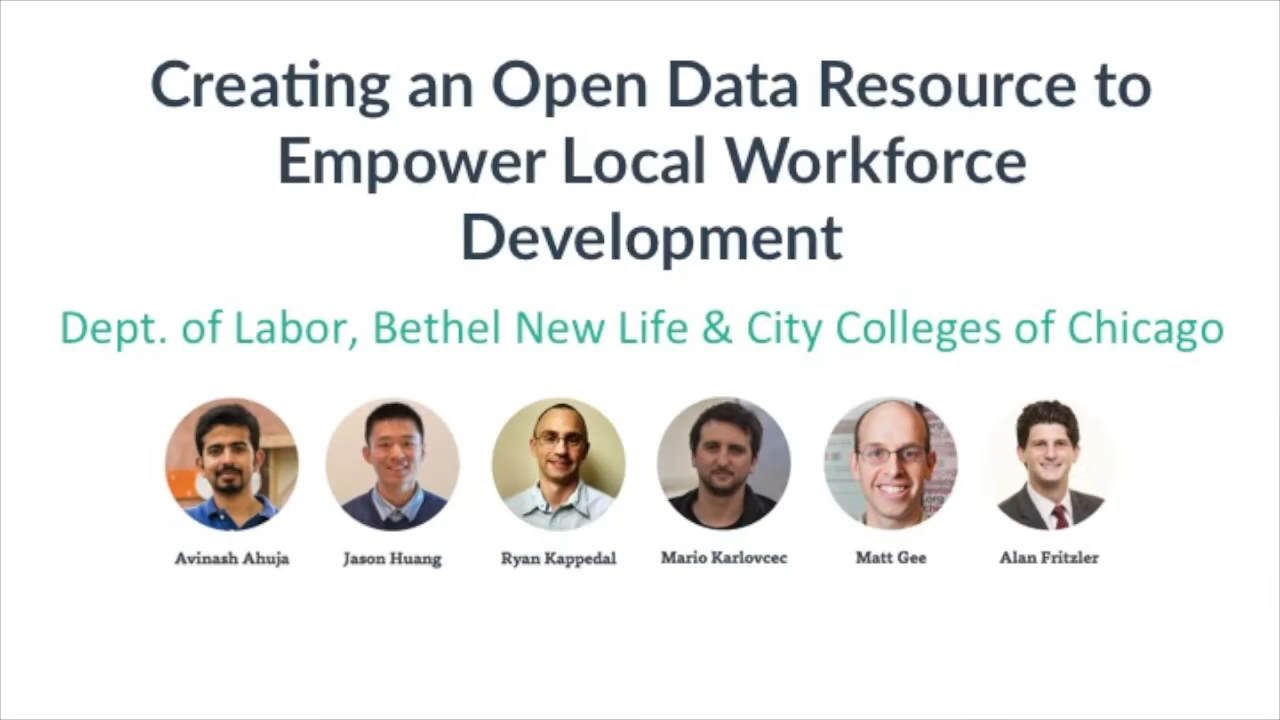 Creating an Open Data Resource to
Empower Local Workforce
Development
Dept. of Labor, Bethel New Life & City Colleges of Chicago
Avinash Ahuja
Jason Huang
Ryan Kappedal
Mario Karlovcec
Matt Gee
Alan Fritzler